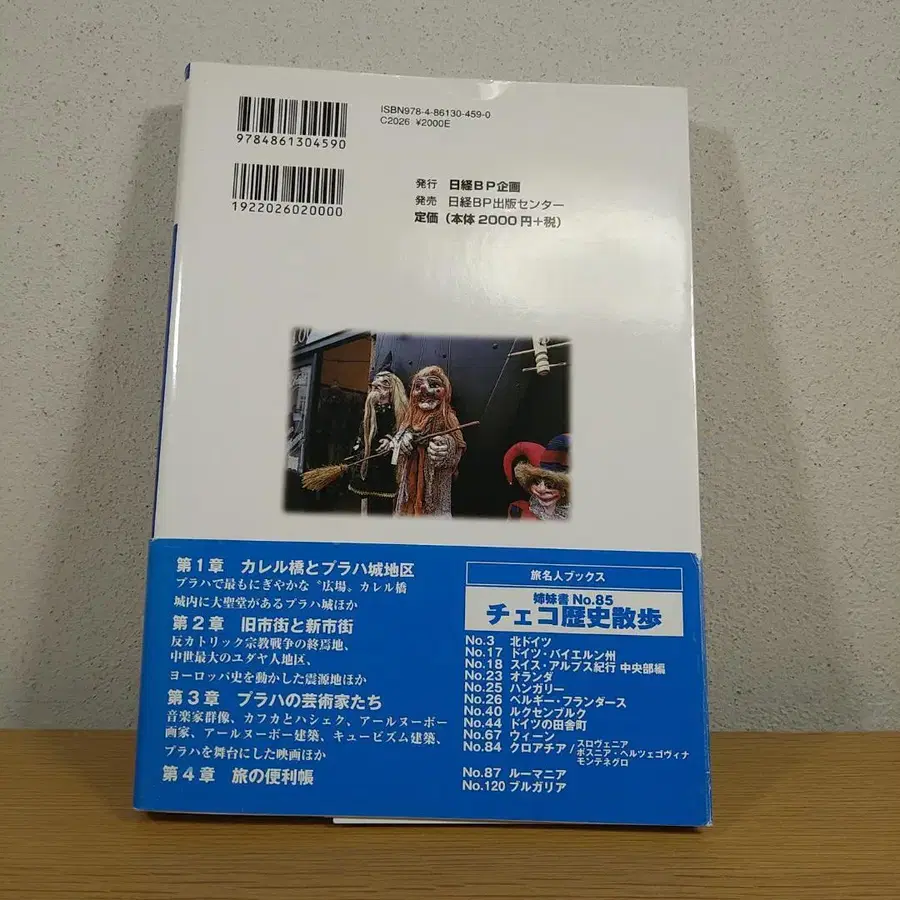 9784861304590
ISBN978-4-86130-459-0
C2026 ¥2000E
1922026020000
発行 日経BP企画
発売 日経BP出版センター
定価（本体2000円+税）
第1章 カレル橋とプラハ城地区
プラハで最もにぎやかな〝広場〟カレル橋
城内に大聖堂があるプラハ城ほか
第2章 旧市街と新市街
反カトリック宗教戦争の終焉地、
中世最大のユダヤ人地区、
ヨーロッパ史を動かした震源地ほか
第3章 プラハの芸術家たち
音楽家群像、カフカとハシェク、アールヌーボー
画家、アールヌーボー建築、キュービズム建築、
プラハを舞台にした映画ほか
第4章 旅の便利帳
旅名人ブックス
姉妹書 No.85
チェコ歴史散歩
No.3 北ドイツ
No.17 ドイツ・バイエルン州
No.18 スイス・アルプス紀行 中央部編
No.23 オランダ
No.25 ハンガリー
No.26 ベルギー・フランダース
No.40 ルクセンブルク
No.44 ドイツの田舎町
No.67 ウィーン
No.84 クロアチア/スロヴェニア
ボスニア・ヘルツェゴヴィナ
モンテネグロ
No.87 ルーマニア
No.120 ブルガリア